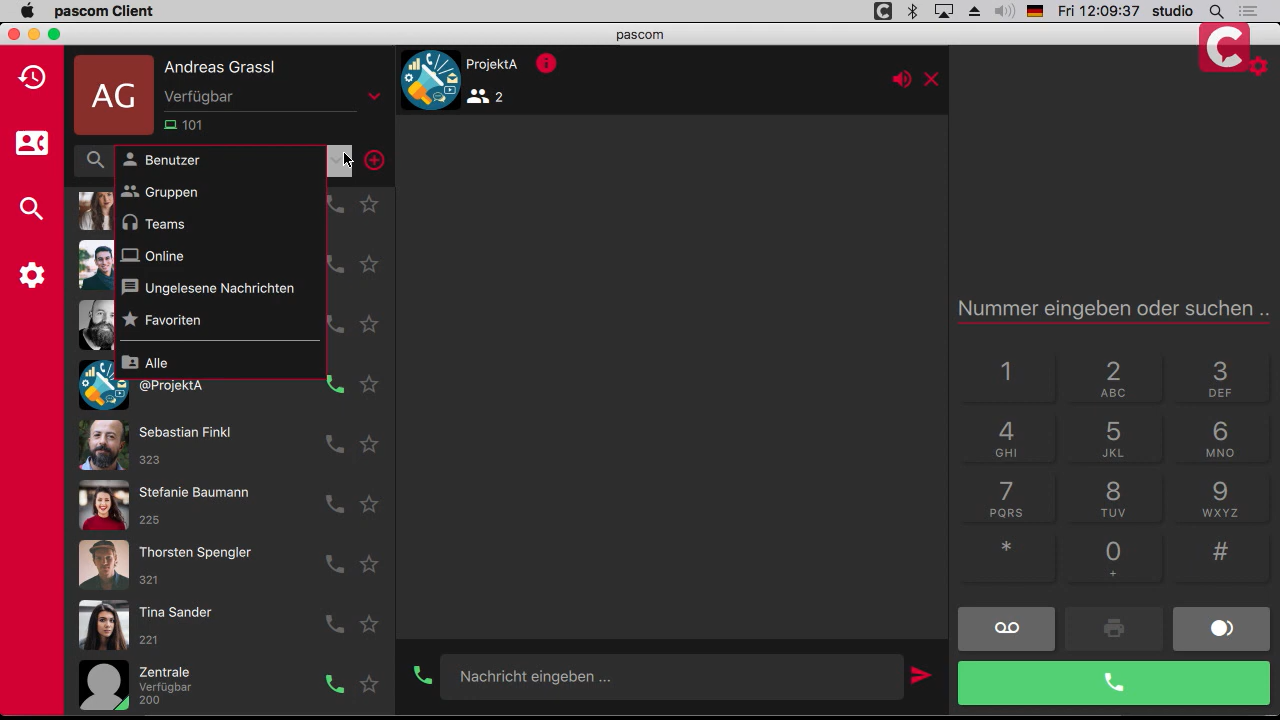 pascom Client
Fri 12:09:37 studio
pascom
AG
Andreas Grassl
Verfügbar
101
Benutzer
Gruppen
Teams
Online
Ungelesene Nachrichten
Favoriten
Alle
@ProjektA
Sebastian Finkl
323
Stefanie Baumann
225
Thorsten Spengler
321
Tina Sander
221
Zentrale
Verfügbar
200
ProjektA
2
Nachricht eingeben ...
Nummer eingeben oder suchen ..
1 2 3
ABC DEF
4 5 6
GHI JKL MNO
7 8 9
PQRS TUV WXYZ
* 0 #
+